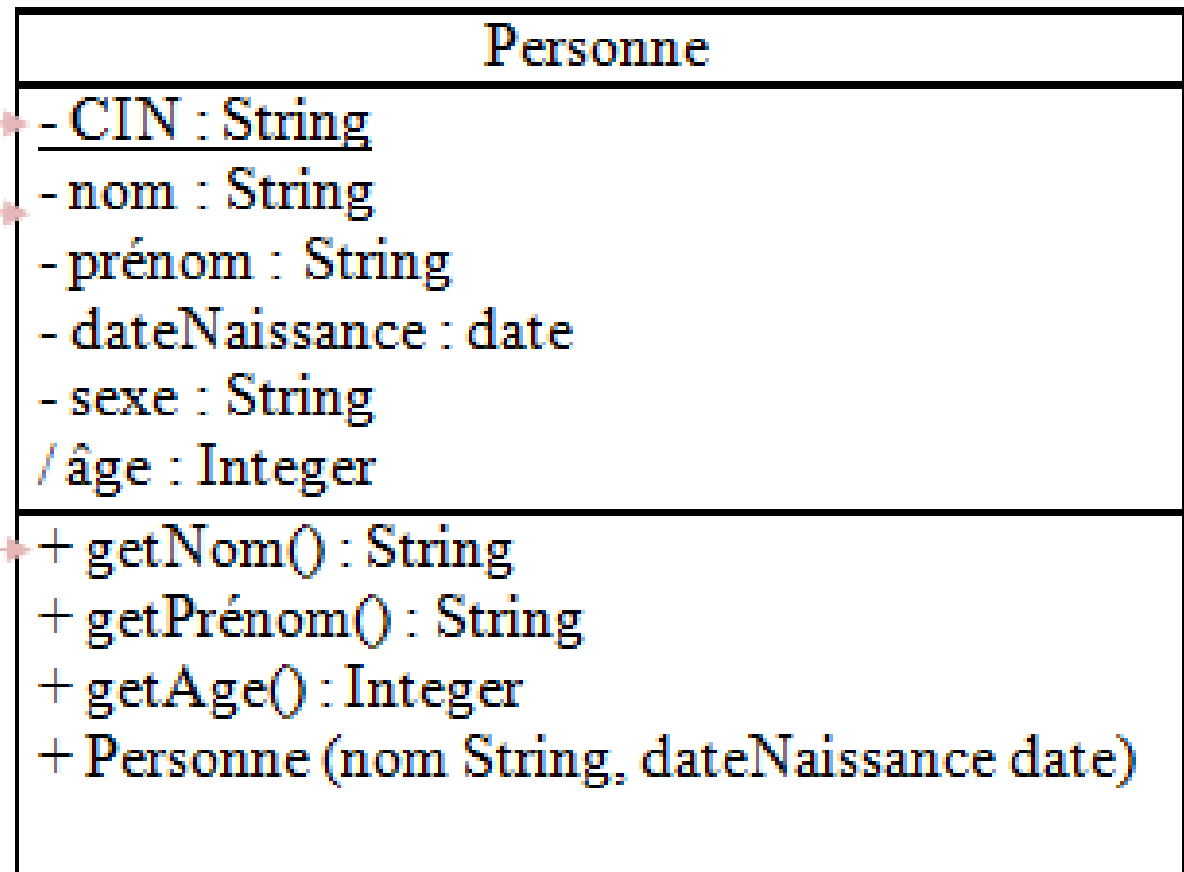 Personne
- CIN : String
- nom : String
- prénom : String
- dateNaissance : date
- sexe : String
/ âge : Integer
+ getNom() : String
+ getPrénom() : String
+ getAge() : Integer
+ Personne (nom String, dateNaissance date)